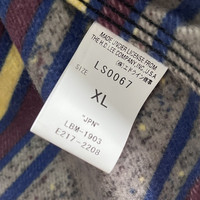 MADE UNDER LICENSE FROM
THE H.D. LEE COMPANY, INC., U.S.A.
SIZE
LS0067
XL
"JPN"
LBM-1903
E217-2208